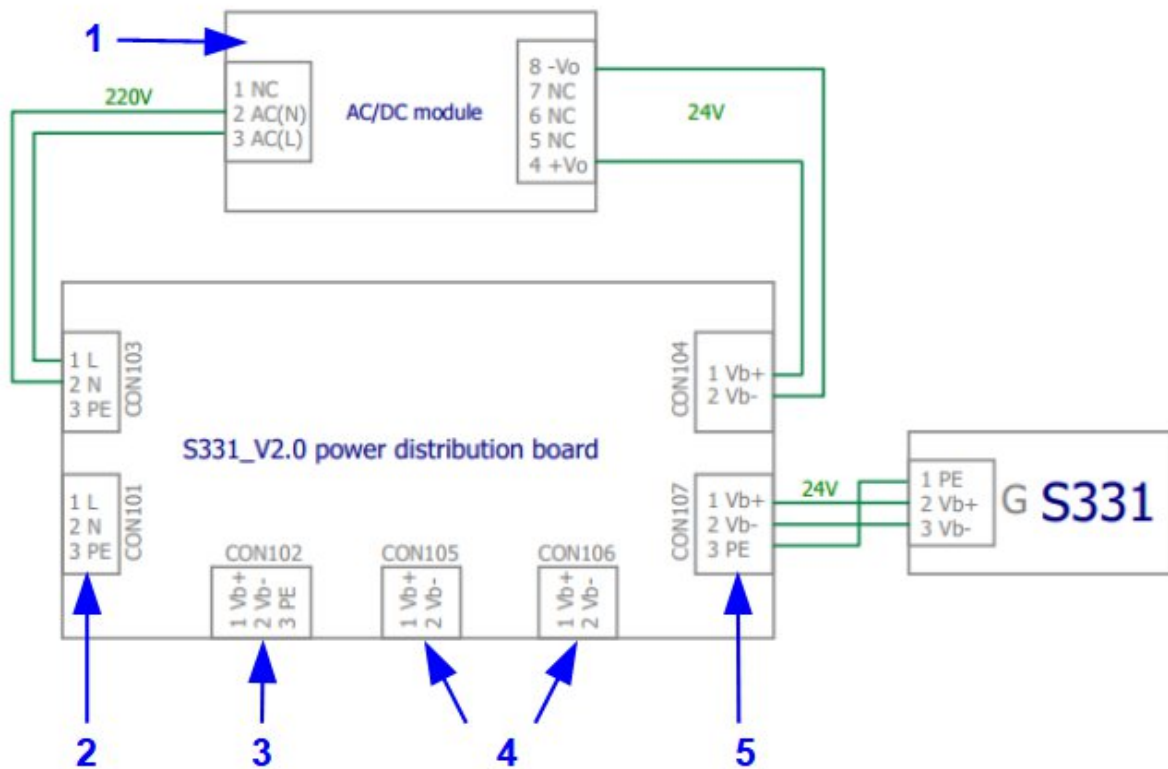 1
220V
1 NC
2 AC(N)
3 AC(L)
AC/DC module
8 -Vo
7 NC
6 NC
5 NC
4 +Vo
24V
1 L
2 N
3 PE
CON103
CON104
1 Vb+
2 Vb-
S331_V2.0 power distribution board
1 L
2 N
3 PE
CON101
CON102
1 Vb+
2 Vb-
3 PE
CON105
1 Vb+
2 Vb-
CON106
1 Vb+
2 Vb-
CON107
1 Vb+
2 Vb-
3 PE
24V
1 PE
2 Vb+
3 Vb-
G S331
2
3
4
5